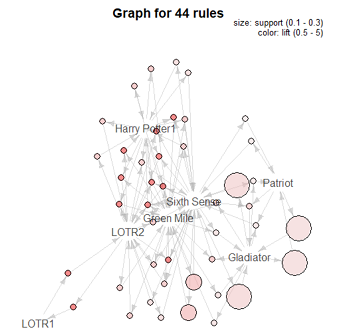 Graph for 44 rules
size: support (0.1 - 0.3)
color: lift (0.5 - 5)
Harry Potter1
Patriot
Sixth Sense
Green Mile
LOTR2
Gladiator
LOTR1